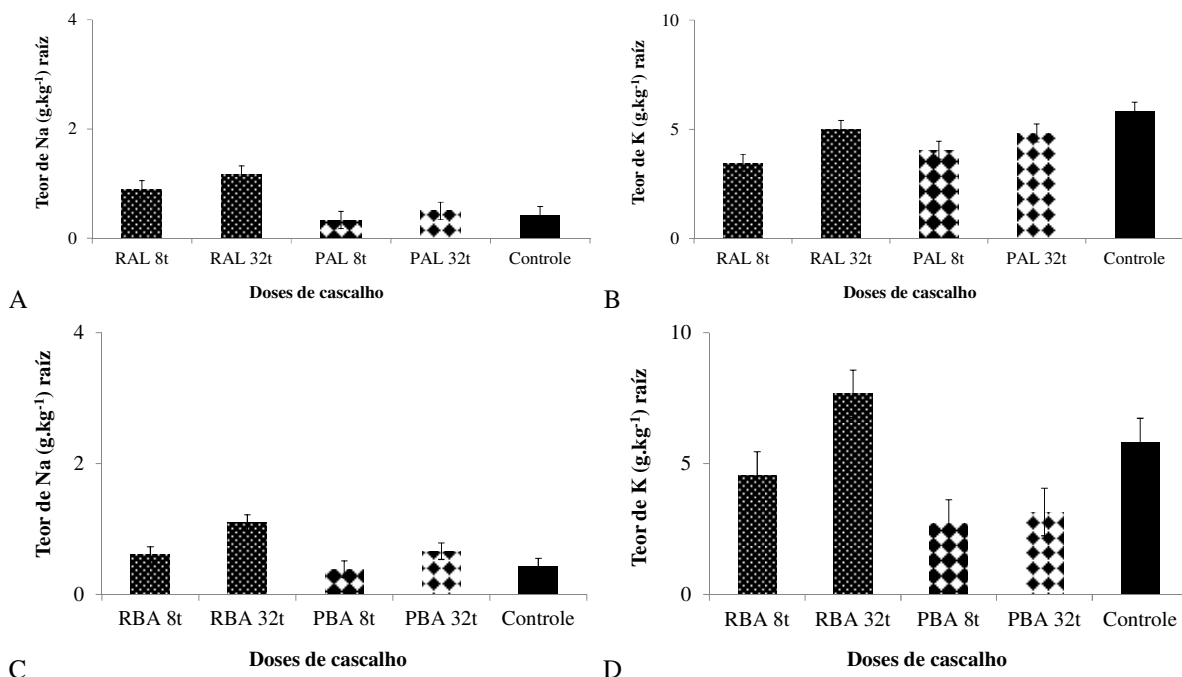 Teor de Na (g.kg-1) raíz
4
2
0
RAL 8t RAL 32t PAL 8t PAL 32t Controle
Doses de cascalho
A
Teor de K (g.kg-1) raíz
10
5
0
RAL 8t RAL 32t PAL 8t PAL 32t Controle
Doses de cascalho
B
Teor de Na (g.kg-1) raíz
4
2
0
RBA 8t RBA 32t PBA 8t PBA 32t Controle
Doses de cascalho
C
Teor de K (g.kg-1) raíz
10
5
0
RBA 8t RBA 32t PBA 8t PBA 32t Controle
Doses de cascalho
D